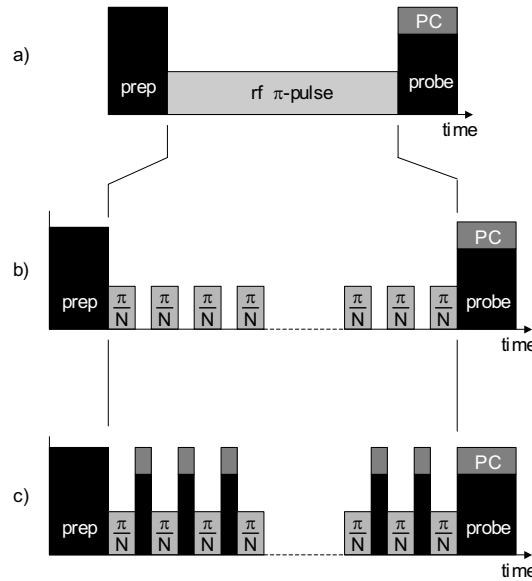 a)
prep
rf π-pulse
PC
probe
time
b)
prep
π/N π/N π/N π/N π/N π/N π/N
PC
probe
time
c)
prep
π/N π/N π/N π/N π/N π/N π/N
PC
probe
time